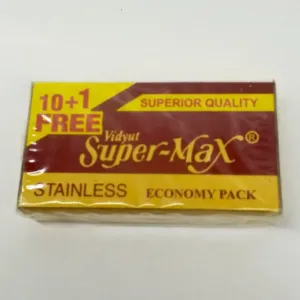 10+1
FREE
SUPERIOR QUALITY
Vidyut
Super-Max®
STAINLESS
ECONOMY PACK